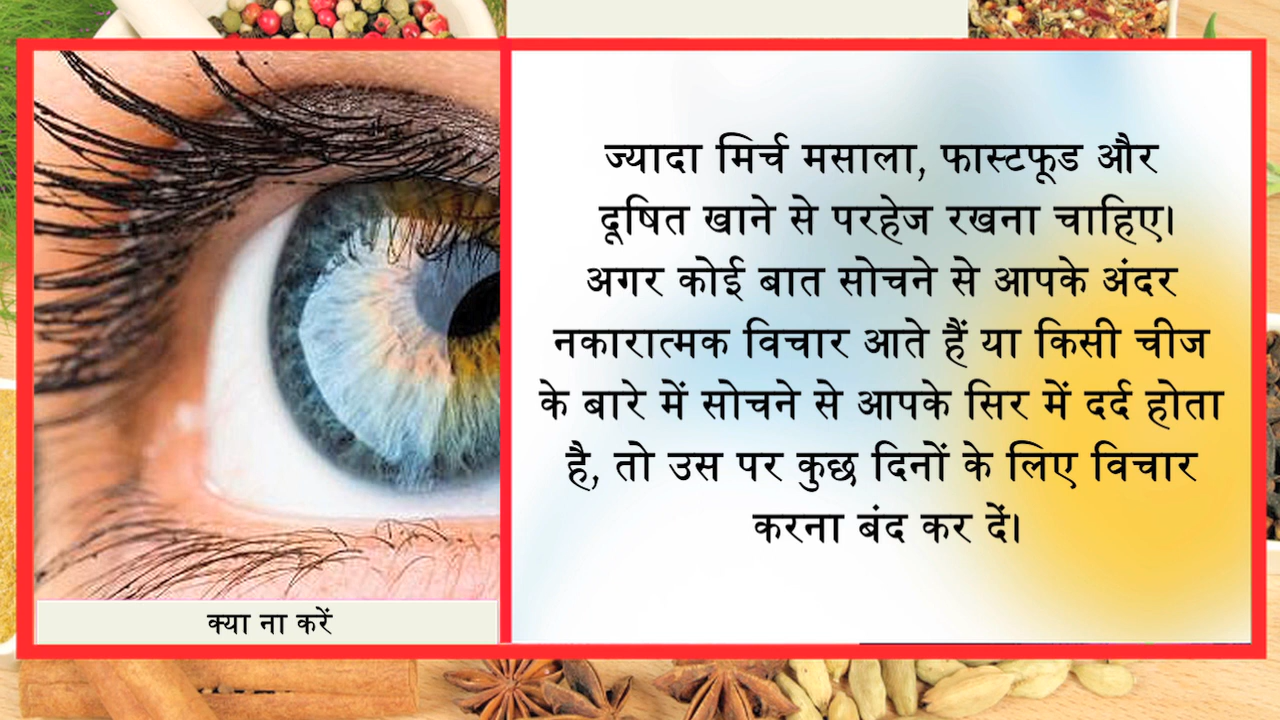 ज्यादा मिर्च मसाला, फास्टफूड और
दूषित खाने से परहेज रखना चाहिए।
अगर कोई बात सोचने से आपके अंदर
नकारात्मक विचार आते हैं या किसी चीज
के बारे में सोचने से आपके सिर में दर्द होता
है, तो उस पर कुछ दिनों के लिए विचार
करना बंद कर दें।
क्या ना करें